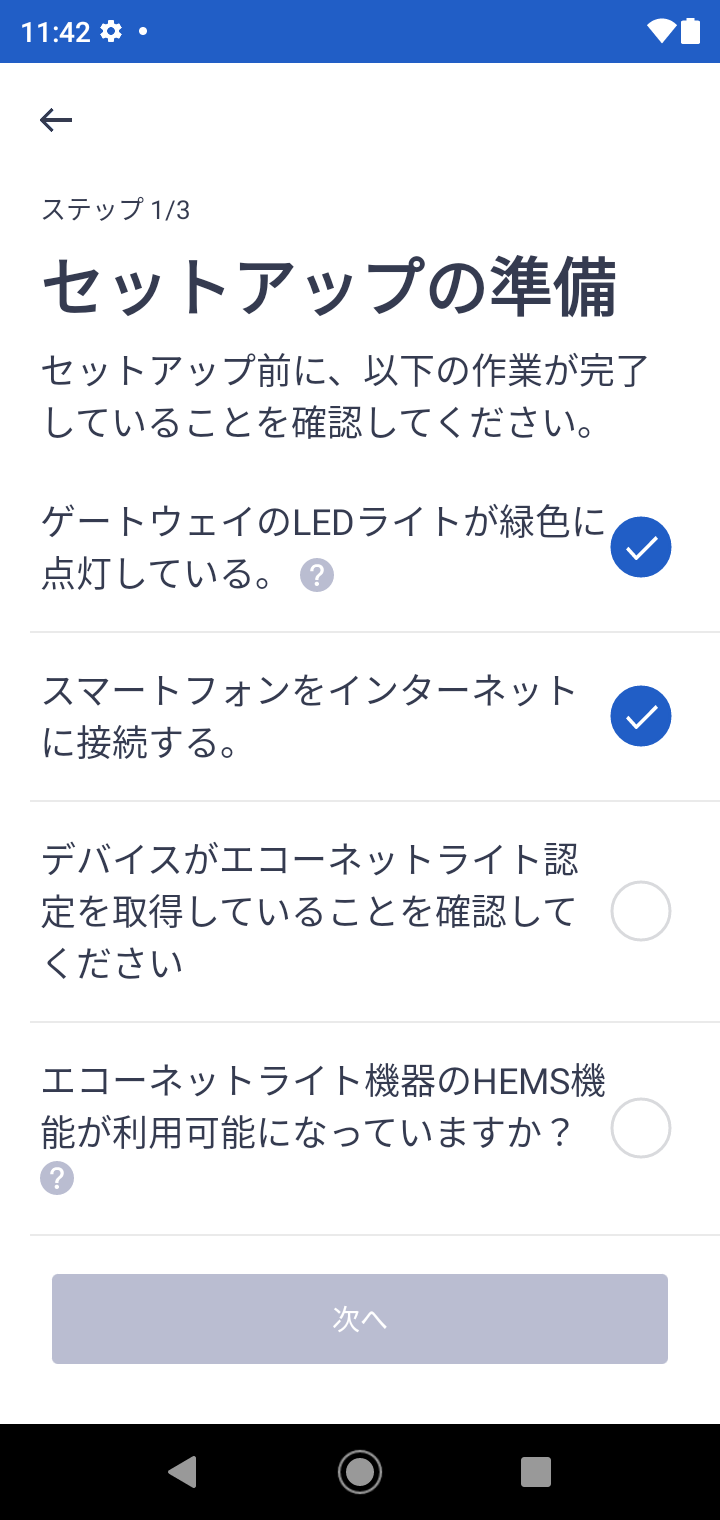 11:42
ステップ 1/3
セットアップの準備
セットアップ前に、以下の作業が完了
していることを確認してください。
ゲートウェイのLEDライトが緑色に
点灯している。 ?
スマートフォンをインターネット
に接続する。
デバイスがエコーネットライト認
定を取得していることを確認して
ください
エコーネットライト機器のHEMS機
能が利用可能になっていますか？
?
次へ